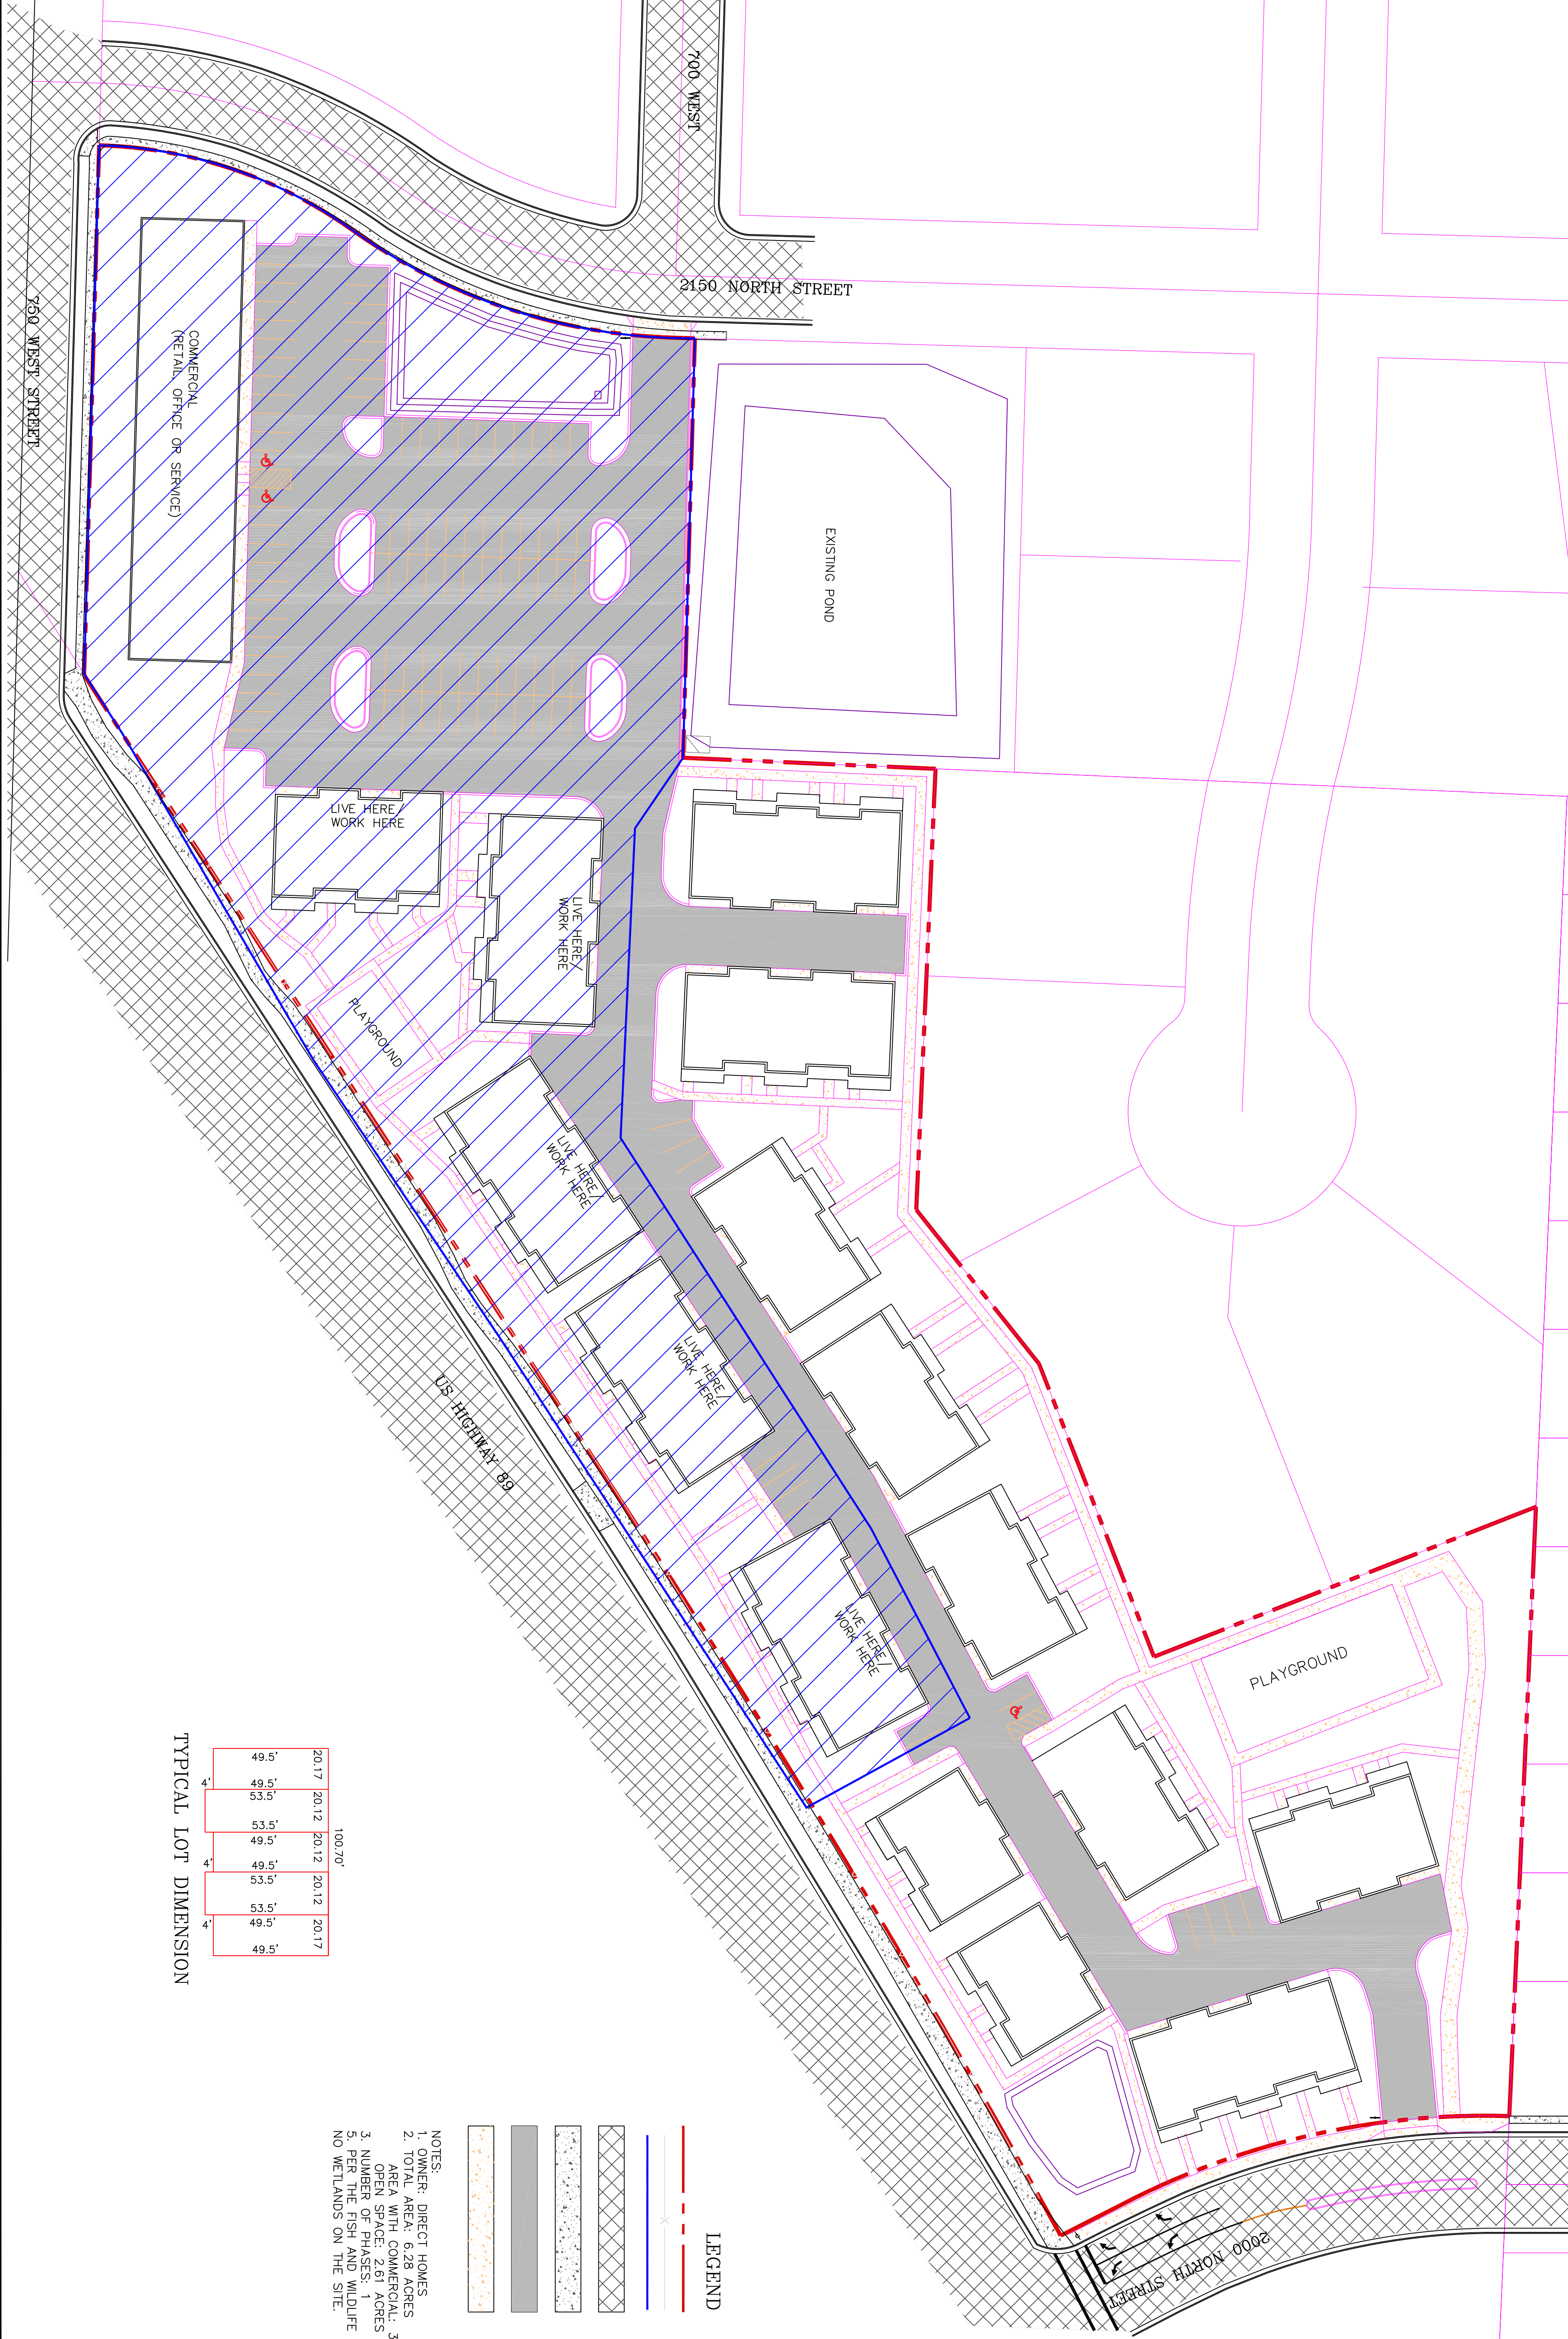 700 WEST
2150 NORTH STREET
750 WEST STREET
COMMERCIAL
(RETAIL, OFFICE OR SERVICE)
EXISTING POND
LIVE HERE/
WORK HERE
LIVE HERE/
WORK HERE
PLAYGROUND
LIVE HERE/
WORK HERE
LIVE HERE/
WORK HERE
US HIGHWAY 89
LIVE HERE/
WORK HERE
PLAYGROUND
2000 NORTH STREET
100.70'
20.17 20.12 20.12 20.12 20.17
49.5' 49.5' 53.5' 53.5' 49.5' 49.5' 53.5' 53.5' 49.5' 49.5'
4' 4' 4'
TYPICAL LOT DIMENSION
LEGEND
NOTES:
1. OWNER: DIRECT HOMES
2. TOTAL AREA: 6.28 ACRES
AREA WITH COMMERCIAL: 3
OPEN SPACE: 2.61 ACRES
3. NUMBER OF PHASES: 1
5. PER THE FISH AND WILDLIFE
NO WETLANDS ON THE SITE.